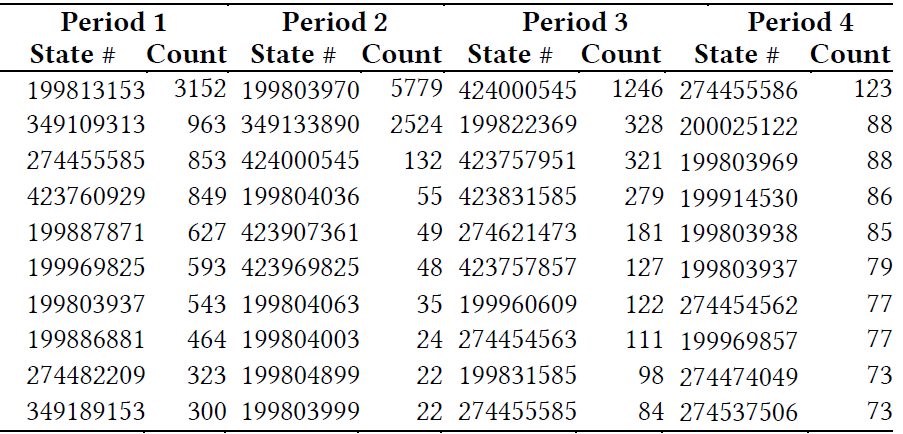 Period 1 Period 2 Period 3 Period 4
State # Count State # Count State # Count State # Count
199813153 3152 199803970 5779 424000545 1246 274455586 123
349109313 963 349133890 2524 199822369 328 200025122 88
274455585 853 424000545 132 423757951 321 199803969 88
423760929 849 199804036 55 423831585 279 199914530 86
199887871 627 423907361 49 274621473 181 199803938 85
199969825 593 423969825 48 423757857 127 199803937 79
199803937 543 199804063 35 199960609 122 274454562 77
199886881 464 199804003 24 274454563 111 199969857 77
274482209 323 199804899 22 199831585 98 274474049 73
349189153 300 199803999 22 274455585 84 274537506 73